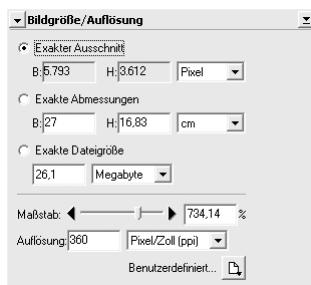 Bildgröße/Auflösung
Exakter Ausschnitt
B: 5.793 H: 3.612 Pixel
Exakte Abmessungen
B: 27 H: 16,83 cm
Exakte Dateigröße
26,1 Megabyte
Maßstab: 734,14 %
Auflösung: 360 Pixel/Zoll (ppi)
Benutzerdefiniert...